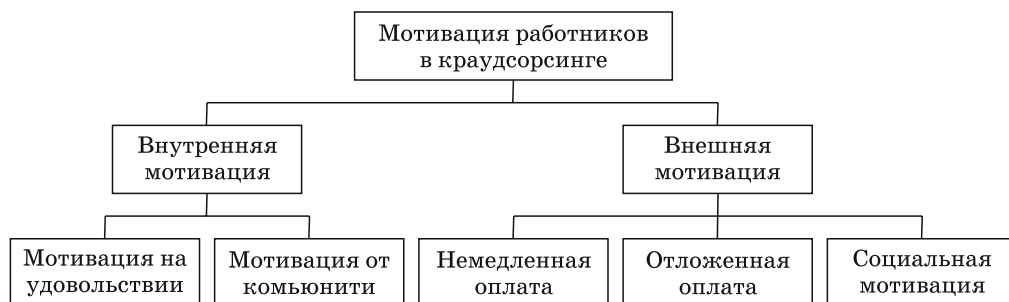 Мотивация работников
в краудсорсинге
Внутренняя
мотивация
Внешняя
мотивация
Мотивация на
удовольствии
Мотивация от
комьюнити
Немедленная
оплата
Отложенная
оплата
Социальная
мотивация